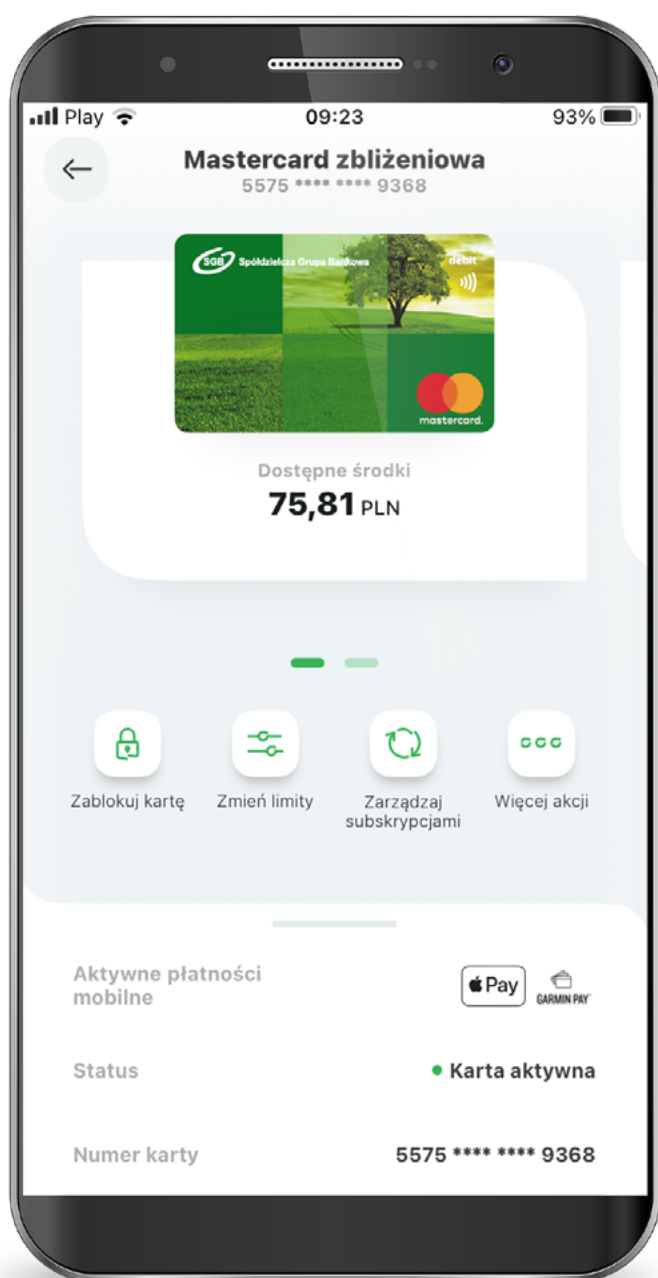 Play 09:23 93%
Mastercard zbliżeniowa
5575 **** **** 9368
SGB Spółdzielcza Grupa Bankowa debit
mastercard.
Dostępne środki
75,81 PLN
Zablokuj kartę Zmień limity Zarządzaj Więcej akcji
subskrypcjami
Aktywne płatności
mobilne
Pay GARMIN PAY
Status Karta aktywna
Numer karty 5575 **** **** 9368